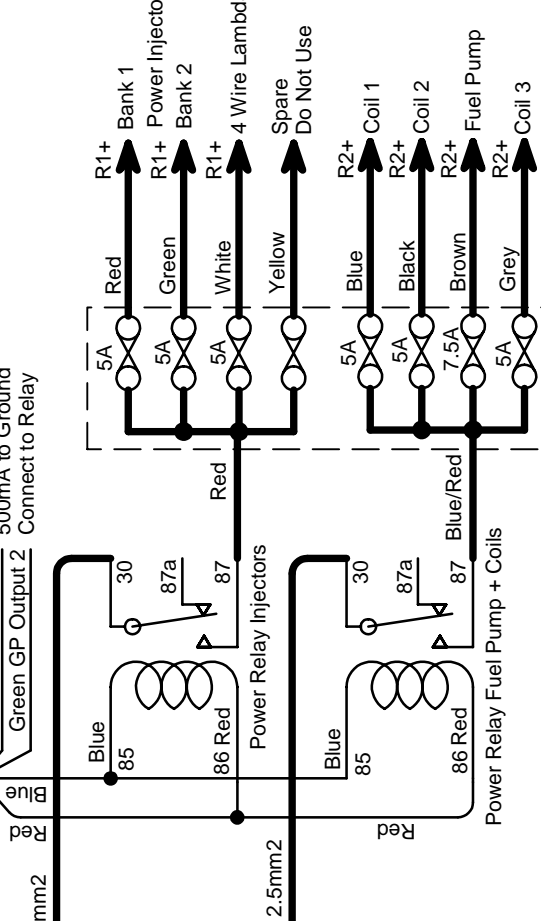 500mA to Ground
Connect to Relay
Green GP Output 2
Blue
Red
mm2
30
87a
87
Blue
85
86 Red
Power Relay Injectors
Red
5A
5A
5A
Red
Green
White
Yellow
R1+
R1+
R1+
Bank 1
Power Injecto
Bank 2
4 Wire Lambd
Spare
Do Not Use
2.5mm2
30
87a
87
Blue
85
86 Red
Red
Power Relay Fuel Pump + Coils
Blue/Red
5A
5A
7.5A
5A
Blue
Black
Brown
Grey
R2+
R2+
R2+
R2+
Coil 1
Coil 2
Fuel Pump
Coil 3